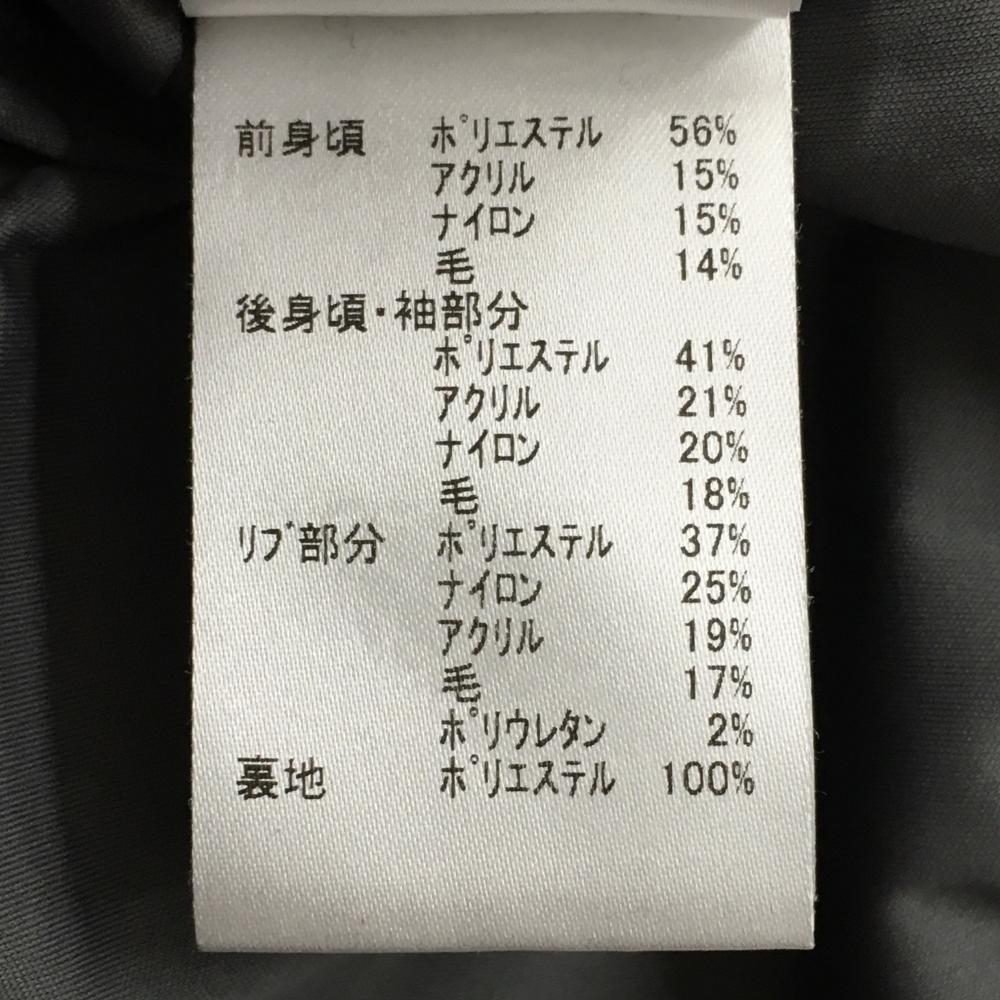 前身頃 ポリエステル 56%
アクリル 15%
ナイロン 15%
毛 14%
後身頃・袖部分
ポリエステル 41%
アクリル 21%
ナイロン 20%
毛 18%
リブ部分 ポリエステル 37%
ナイロン 25%
アクリル 19%
毛 17%
ポリウレタン 2%
裏地 ポリエステル 100%